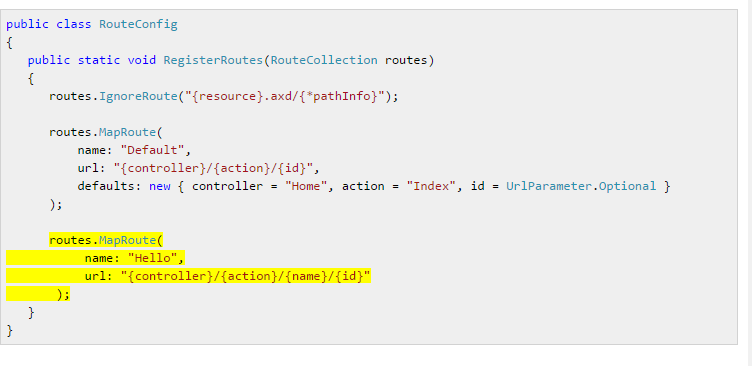 public class RouteConfig
{
   public static void RegisterRoutes(RouteCollection routes)
   {
      routes.IgnoreRoute("{resource}.axd/{*pathInfo}");

      routes.MapRoute(
          name: "Default",
          url: "{controller}/{action}/{id}",
          defaults: new { controller = "Home", action = "Index", id = UrlParameter.Optional }
      );

      routes.MapRoute(
           name: "Hello",
           url: "{controller}/{action}/{name}/{id}"
       );
   }
}